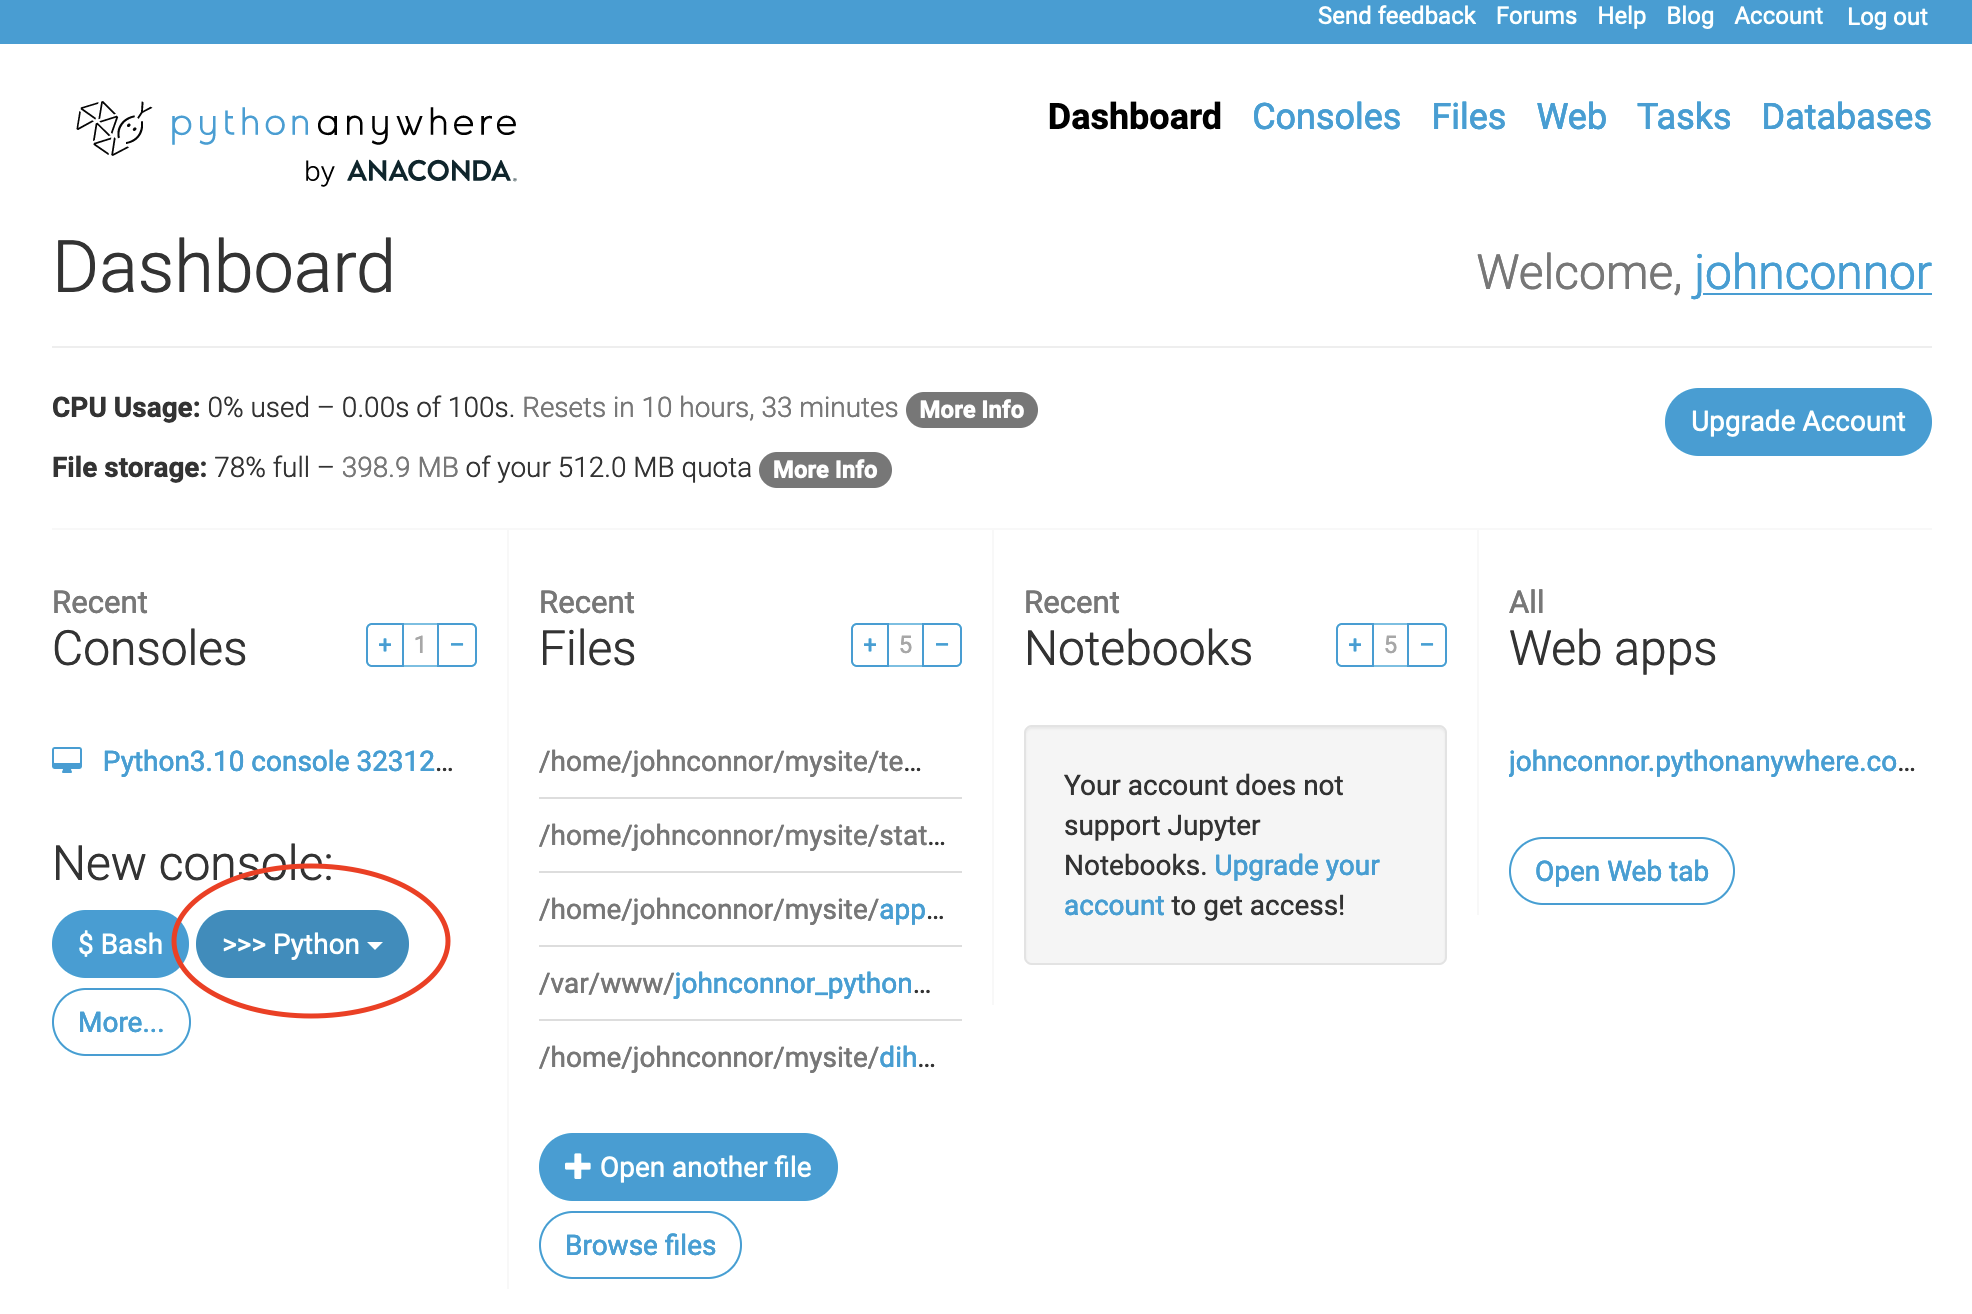 Send feedback Forums Help Blog Account Log out
pythonanywhere
by ANACONDA.
Dashboard Consoles Files Web Tasks Databases
Dashboard
Welcome, johnconnor
CPU Usage: 0% used – 0.00s of 100s. Resets in 10 hours, 33 minutes More Info
File storage: 78% full – 398.9 MB of your 512.0 MB quota More Info
Upgrade Account
Recent
Consoles
+ 1 −
Python3.10 console 32312...
New console:
$ Bash
>>> Python
More...
Recent
Files
+ 5 −
/home/johnconnor/mysite/te...
/home/johnconnor/mysite/stat...
/home/johnconnor/mysite/app...
/var/www/johnconnor_python...
/home/johnconnor/mysite/dih...
Open another file
Browse files
Recent
Notebooks
+ 5 −
Your account does not
support Jupyter
Notebooks. Upgrade your
account to get access!
All
Web apps
johnconnor.pythonanywhere.co...
Open Web tab